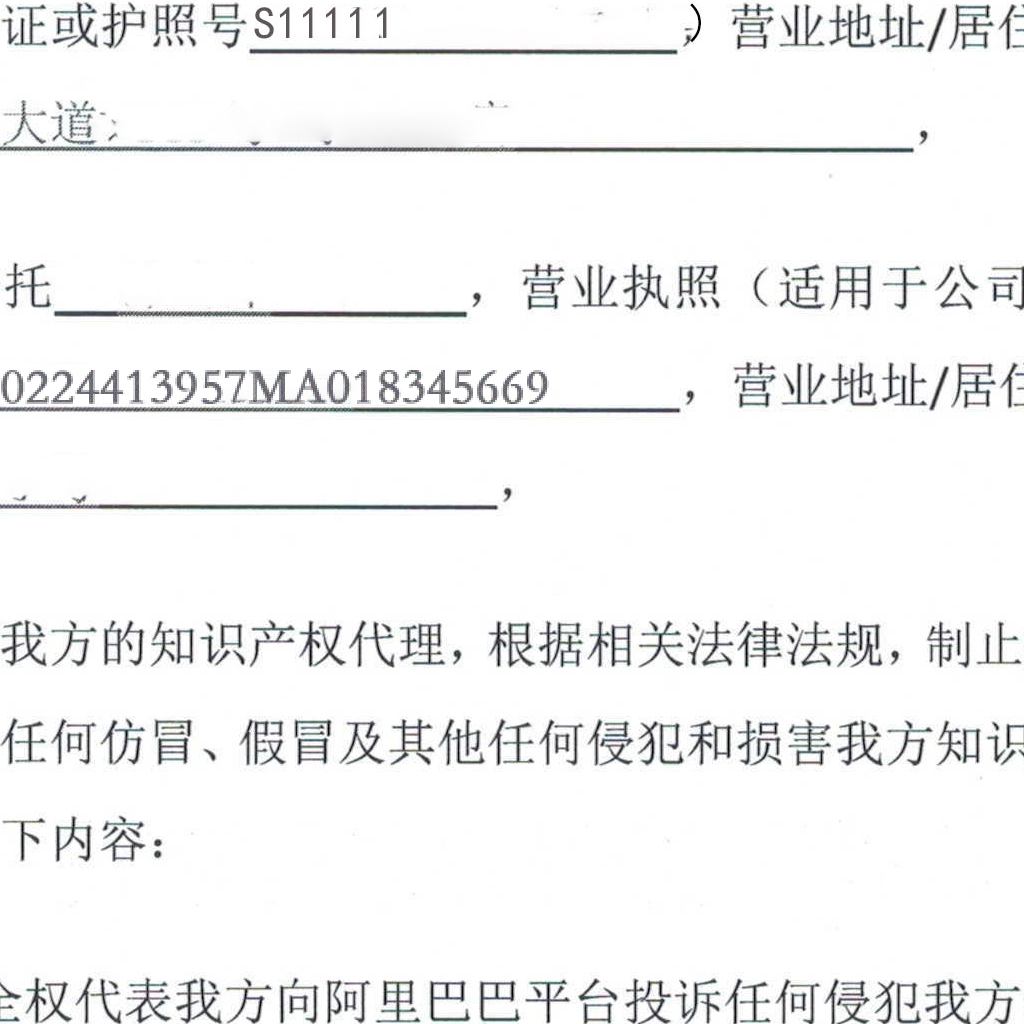 证或护照号S11111），营业地址/居住
大道，
托，营业执照（适用于公司
0224413957MA018345669，营业地址/居住
，
我方的知识产权代理，根据相关法律法规，制止
任何仿冒、假冒及其他任何侵犯和损害我方知识
下内容：
全权代表我方向阿里巴巴平台投诉任何侵犯我方